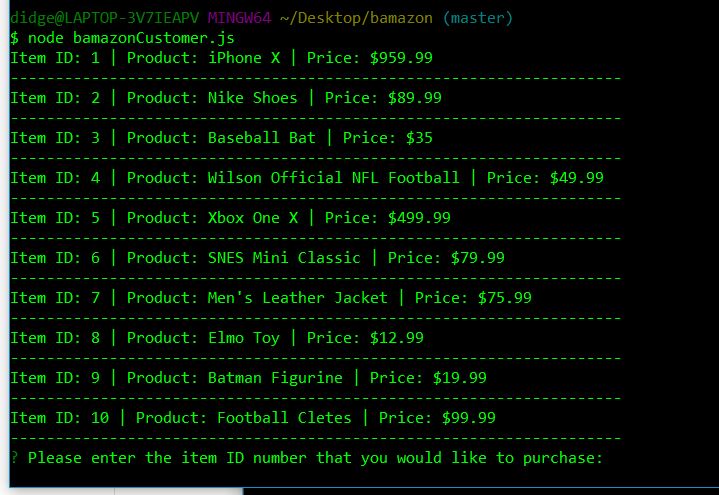 didge@LAPTOP-3V7IEAPV MINGW64 ~/Desktop/bamazon (master)
$ node bamazonCustomer.js
Item ID: 1 | Product: iPhone X | Price: $959.99
--------------------------------------------------------------------
Item ID: 2 | Product: Nike Shoes | Price: $89.99
--------------------------------------------------------------------
Item ID: 3 | Product: Baseball Bat | Price: $35
--------------------------------------------------------------------
Item ID: 4 | Product: Wilson Official NFL Football | Price: $49.99
--------------------------------------------------------------------
Item ID: 5 | Product: Xbox One X | Price: $499.99
--------------------------------------------------------------------
Item ID: 6 | Product: SNES Mini Classic | Price: $79.99
--------------------------------------------------------------------
Item ID: 7 | Product: Men's Leather Jacket | Price: $75.99
--------------------------------------------------------------------
Item ID: 8 | Product: Elmo Toy | Price: $12.99
--------------------------------------------------------------------
Item ID: 9 | Product: Batman Figurine | Price: $19.99
--------------------------------------------------------------------
Item ID: 10 | Product: Football Cletes | Price: $99.99
--------------------------------------------------------------------
? Please enter the item ID number that you would like to purchase: